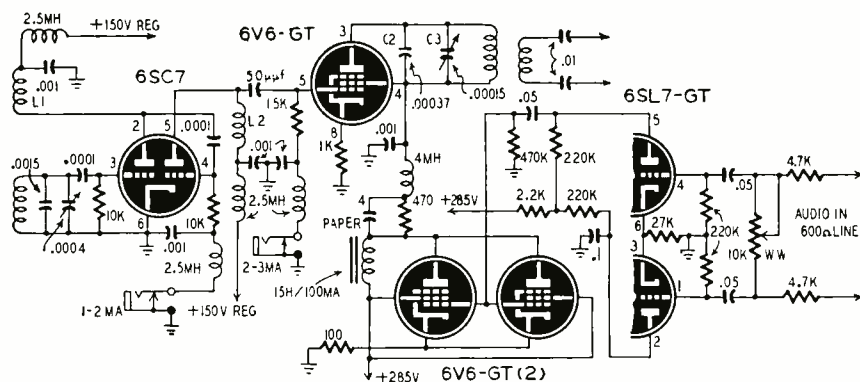 2.5MH
+150V REG
.001
L1
6SC7
2
5
.0001
3
4
6
.0015
.0001
.0004
10K
10K
.001
2.5MH
1-2 MA
50µµf
L2
15K
.001
2.5MH
2-3MA
+150V REG
6V6-GT
3
5
4
8
1K
C2
C3
.00037
.00015
.01
.001
4MH
470
4
PAPER
15H/100MA
100
+285V
6V6-GT (2)
+285V
.05
470K
220K
2.2K
220K
.1
6SL7-GT
5
4
6
3
1
2
27K
220K
.05
.05
10K
WW
4.7K
4.7K
AUDIO IN
600Ω LINE